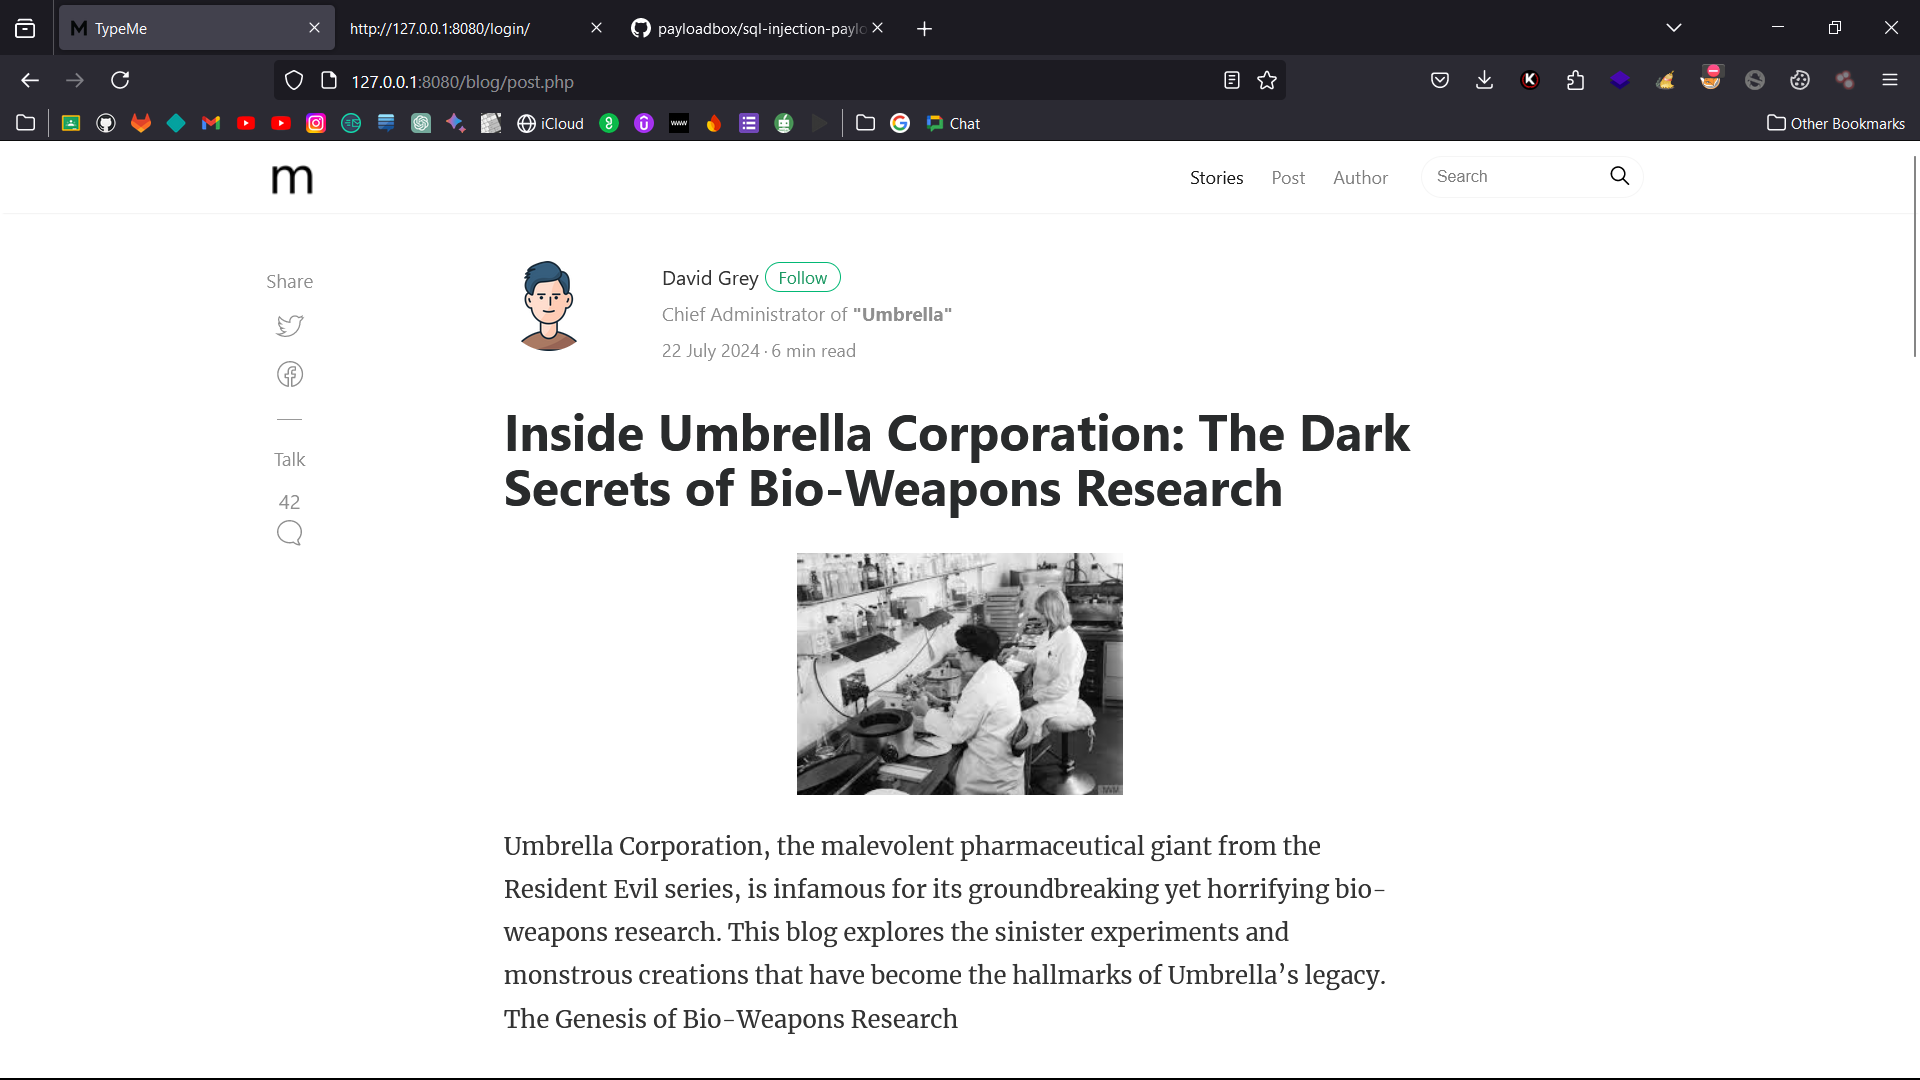 TypeMe
http://127.0.0.1:8080/login/
payloadbox/sql-injection-paylo
127.0.0.1:8080/blog/post.php
iCloud
Chat
Other Bookmarks
m
Stories
Post
Author
Search
Share
David Grey
Follow
Chief Administrator of "Umbrella"
22 July 2024 · 6 min read
Talk
42
Inside Umbrella Corporation: The Dark
Secrets of Bio-Weapons Research
IWM
Umbrella Corporation, the malevolent pharmaceutical giant from the
Resident Evil series, is infamous for its groundbreaking yet horrifying bio-
weapons research. This blog explores the sinister experiments and
monstrous creations that have become the hallmarks of Umbrella’s legacy.
The Genesis of Bio-Weapons Research